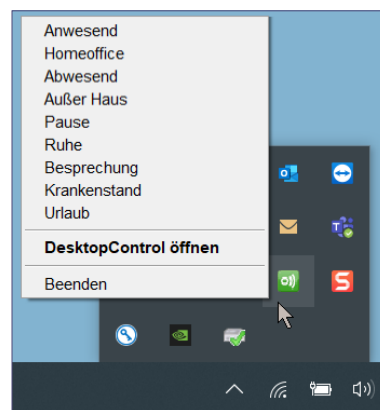 Anwesend
Homeoffice
Abwesend
Außer Haus
Pause
Ruhe
Besprechung
Krankenstand
Urlaub
DesktopControl öffnen
Beenden